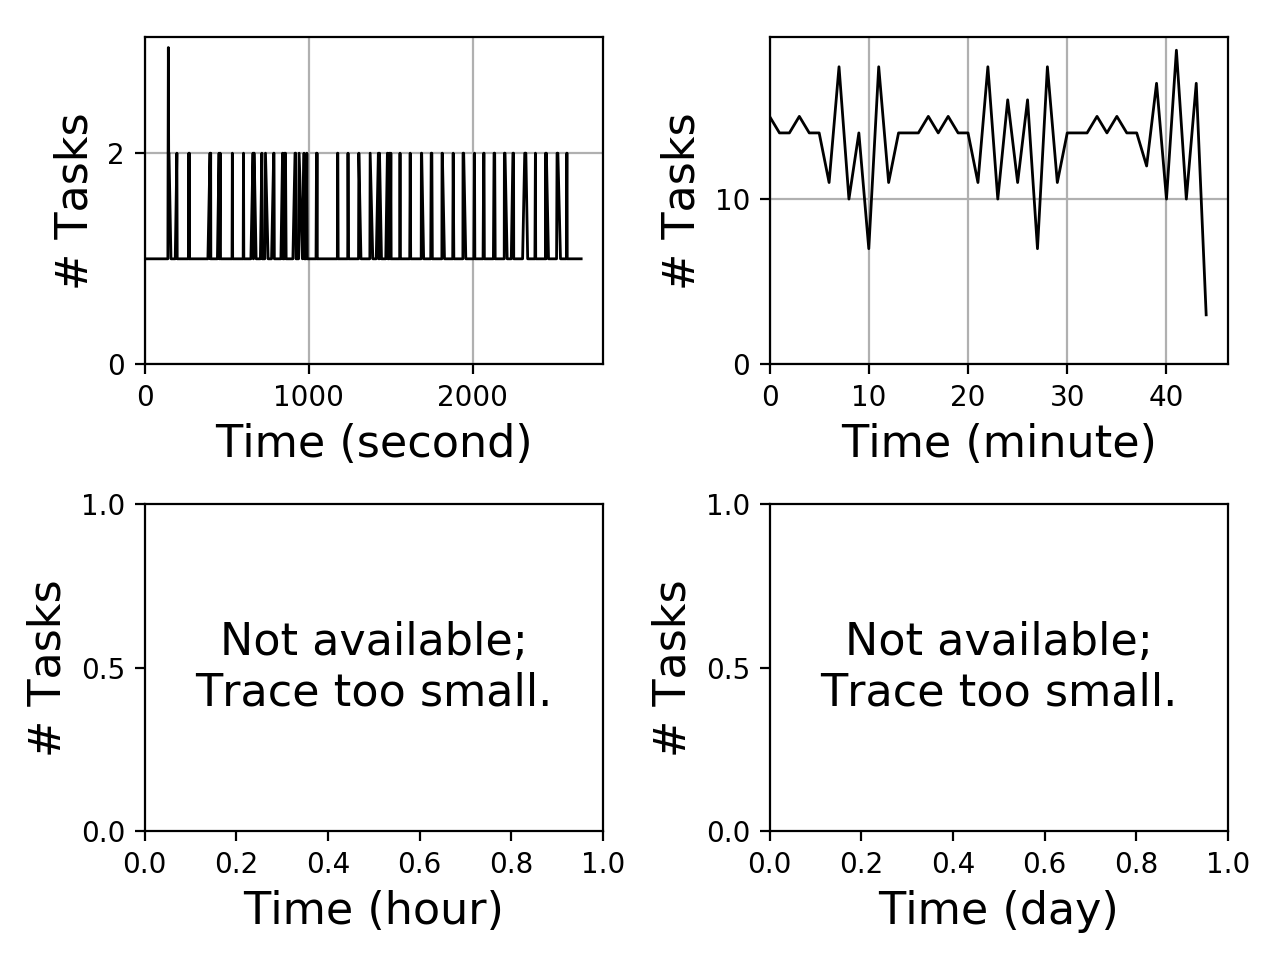 # Tasks
2
0
0 1000 2000
Time (second)
# Tasks
10
0
0 10 20 30 40
Time (minute)
# Tasks
1.0
0.5
0.0
Not available;
Trace too small.
0.0 0.2 0.4 0.6 0.8 1.0
Time (hour)
# Tasks
1.0
0.5
0.0
Not available;
Trace too small.
0.0 0.2 0.4 0.6 0.8 1.0
Time (day)